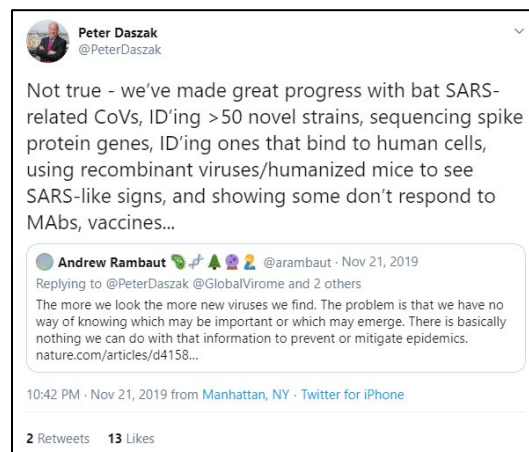 Peter Daszak
@PeterDaszak
Not true - we've made great progress with bat SARS-
related CoVs, ID'ing >50 novel strains, sequencing spike
protein genes, ID'ing ones that bind to human cells,
using recombinant viruses/humanized mice to see
SARS-like signs, and showing some don't respond to
MAbs, vaccines...
Andrew Rambaut 🦠🧬🌲🔮🤦‍♂️ @arambaut · Nov 21, 2019
Replying to @PeterDaszak @GlobalVirome and 2 others
The more we look the more new viruses we find. The problem is that we have no
way of knowing which may be important or which may emerge. There is basically
nothing we can do with that information to prevent or mitigate epidemics.
nature.com/articles/d4158...
10:42 PM · Nov 21, 2019 from Manhattan, NY · Twitter for iPhone
2 Retweets 13 Likes